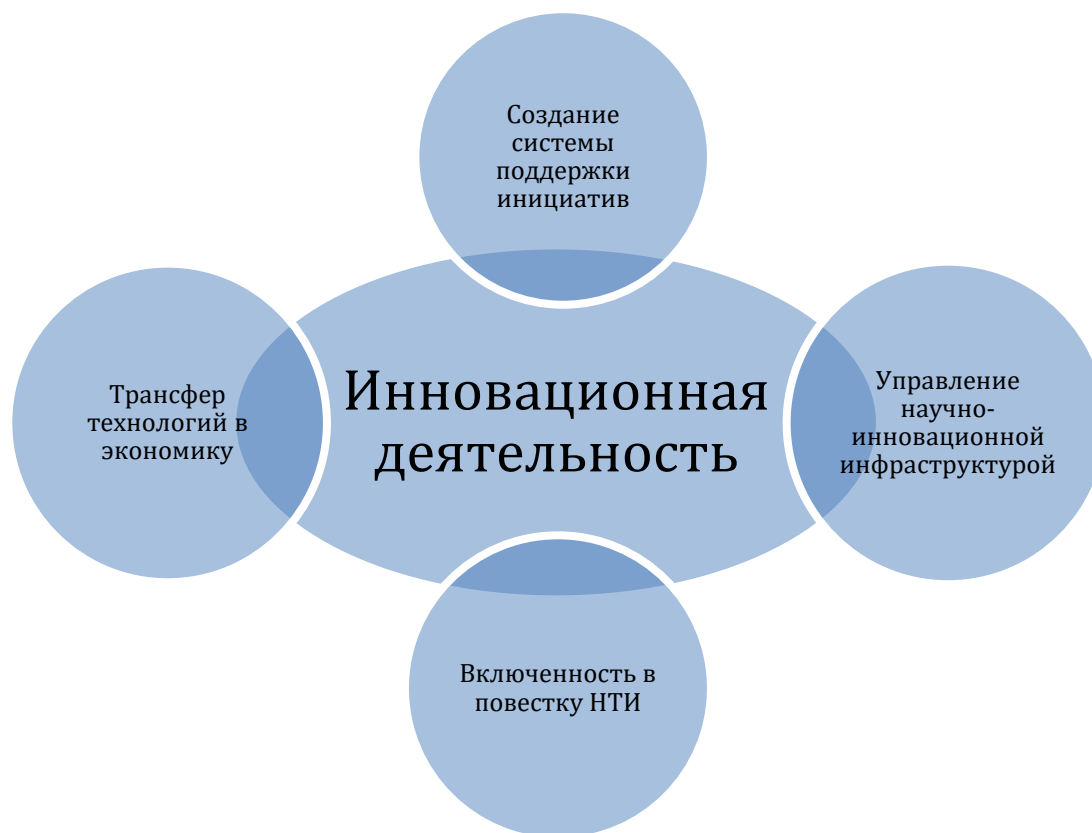 Создание
системы
поддержки
инициатив
Трансфер
технологий в
экономику
Инновационная
деятельность
Управление
научно-
инновационной
инфраструктурой
Включенность в
повестку НТИ